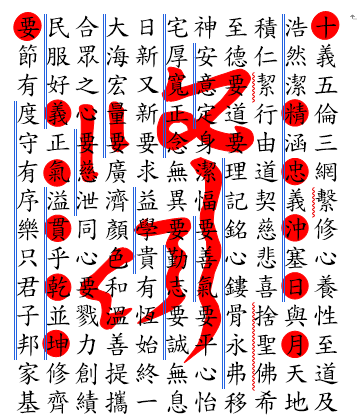 十義五倫三網繫修心養性至道及
浩然潔精涵忠義沖塞日與月天地
積仁絜行由道契慈悲喜捨聖佛希
至德要道要理記銘心鏤骨永弗移
神安意定身潔愊要善氣要平心怡
宅厚寬正念無異要勤志要誠無息
日新又新要求益學貴有恆始終一
大海宏量要廣濟顏色和溫善提攜
合眾之心要慈泄同心要戮力創績
民服好義正氣溢貫乎乾並坤修齊
要節有度守有序樂只君子邦家基